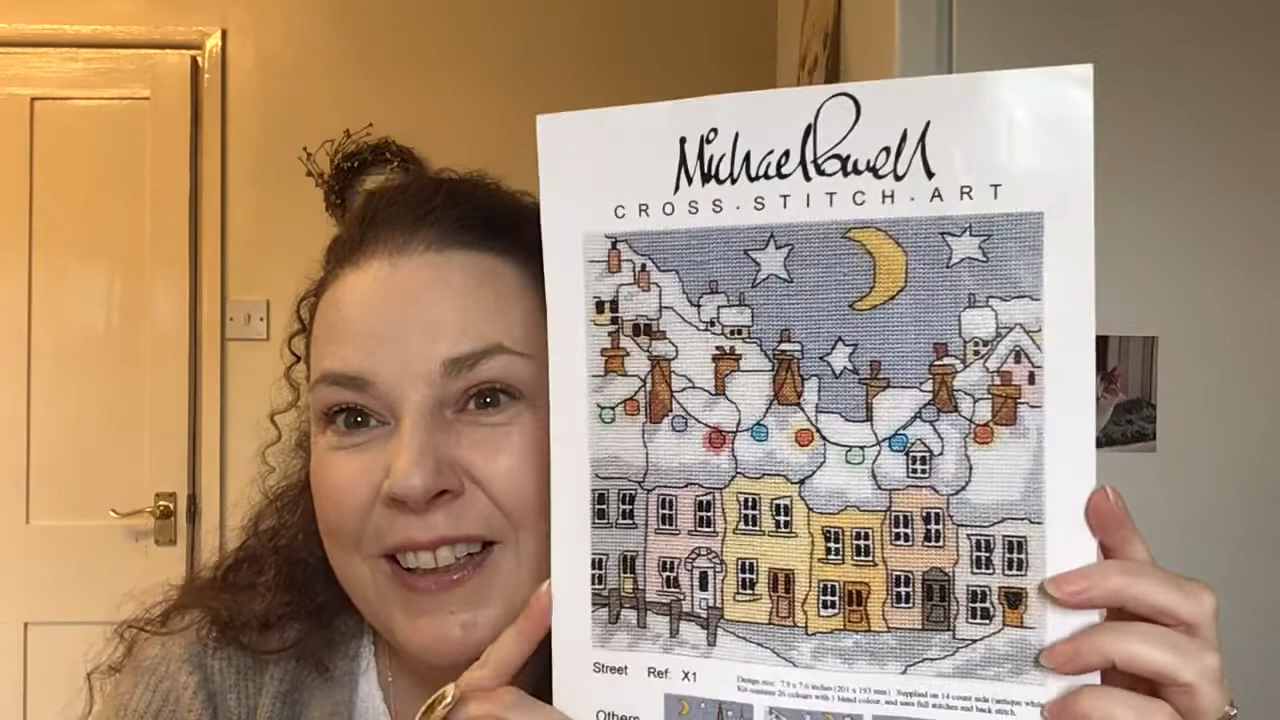 Michael Powell
CROSS.STITCH.ART
Street Ref: X1
Design size: 7.9 x 7.6 inches (201 x 193 mm) Supplied on 14 count aida (antique white
Kit contains 26 colours with 1 blend colour, and uses full stitches and back stitch.
Others